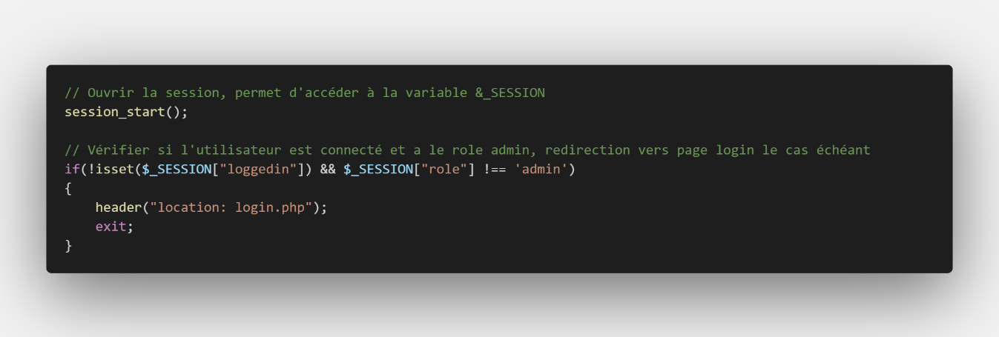 // Ouvrir la session, permet d'accéder à la variable &_SESSION
session_start();
// Vérifier si l'utilisateur est connecté et a le role admin, redirection vers page login le cas échéant
if(!isset($_SESSION["loggedin"]) && $_SESSION["role"] !== 'admin')
{
    header("location: login.php");
    exit;
}